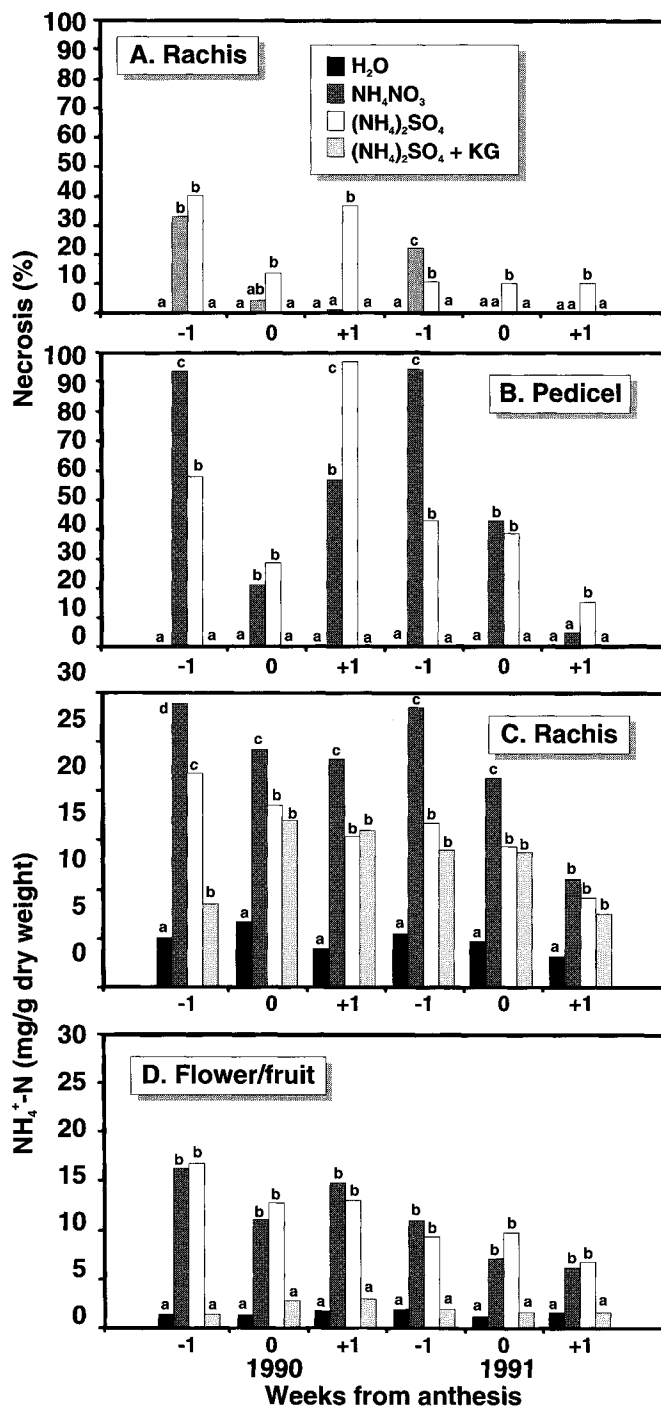 100
90
80
70
60
50
40
30
20
10
0
A. Rachis
H₂O
NH₄NO₃
(NH₄)₂SO₄
(NH₄)₂SO₄ + KG
a b b a
a ab b a
a a b a
a c b a
a a b a
a a b a
-1 0 +1 -1 0 +1
Necrosis (%)
100
90
80
70
60
50
40
30
20
10
0
B. Pedicel
a c b a
a b b a
a b c a
a c b a
a b b a
a a b a
-1 0 +1 -1 0 +1
30
25
20
15
10
5
0
C. Rachis
a d c b
a c b b
a c b b
a c b b
a c b b
a b b b
-1 0 +1 -1 0 +1
NH₄⁺-N (mg/g dry weight)
30
25
20
15
10
5
0
D. Flower/fruit
a b b a
a b b a
a b b a
a b b a
a b b a
a b b a
-1 0 +1 -1 0 +1
1990 1991
Weeks from anthesis